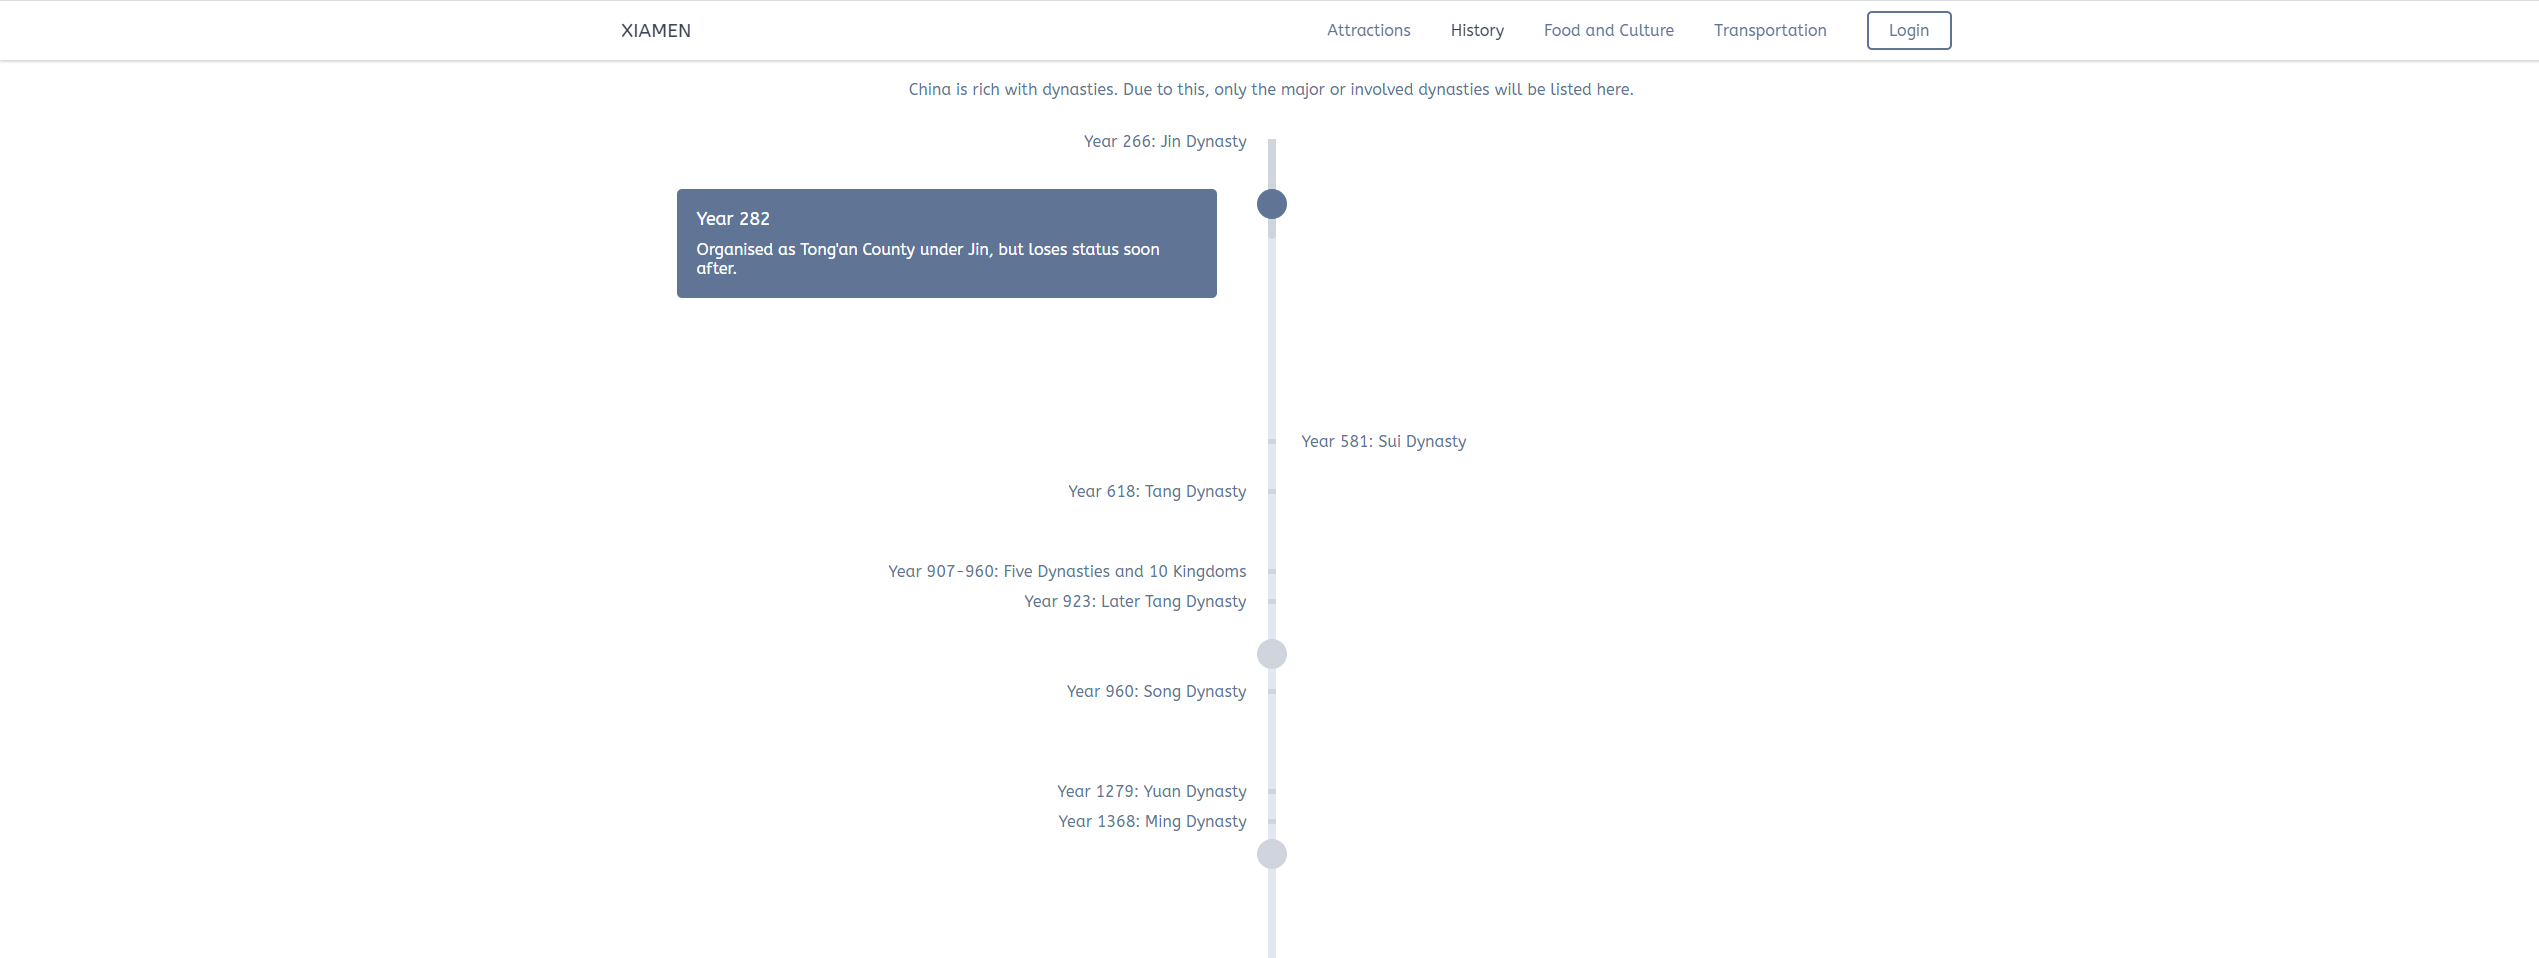 XIAMEN
Attractions
History
Food and Culture
Transportation
Login
China is rich with dynasties. Due to this, only the major or involved dynasties will be listed here.
Year 266: Jin Dynasty
Year 282
Organised as Tong'an County under Jin, but loses status soon
after.
Year 581: Sui Dynasty
Year 618: Tang Dynasty
Year 907-960: Five Dynasties and 10 Kingdoms
Year 923: Later Tang Dynasty
Year 960: Song Dynasty
Year 1279: Yuan Dynasty
Year 1368: Ming Dynasty